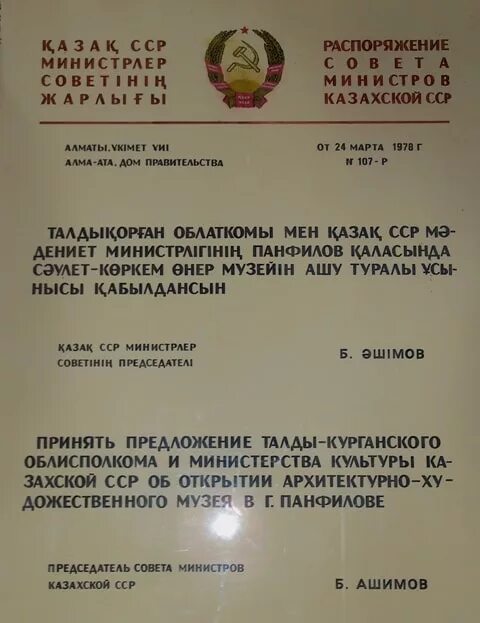 ҚАЗАҚ ССР
МИНИСТРЛЕР
СОВЕТІНІҢ
ЖАРЛЫҒЫ
РАСПОРЯЖЕНИЕ
СОВЕТА
МИНИСТРОВ
КАЗАХСКОЙ ССР
АЛМАТЫ, ҮКІМЕТ ҮЙІ
АЛМА-АТА, ДОМ ПРАВИТЕЛЬСТВА
ОТ 24 МАРТА 1978 Г
N 107-Р
ТАЛДЫҚОРҒАН ОБЛАТКОМЫ МЕН ҚАЗАҚ ССР МӘ-
ДЕНИЕТ МИНИСТРЛІГІНІҢ ПАНФИЛОВ ҚАЛАСЫНДА
СӘУЛЕТ-КӨРКЕМ ӨНЕР МУЗЕЙІН АШУ ТУРАЛЫ ҰСЫ-
НЫСЫ ҚАБЫЛДАНСЫН
ҚАЗАҚ ССР МИНИСТРЛЕР
СОВЕТІНІҢ ПРЕДСЕДАТЕЛІ
Б. ӘШІМОВ
ПРИНЯТЬ ПРЕДЛОЖЕНИЕ ТАЛДЫ-КУРГАНСКОГО
ОБЛИСПОЛКОМА И МИНИСТЕРСТВА КУЛЬТУРЫ КА-
ЗАХСКОЙ ССР ОБ ОТКРЫТИИ АРХИТЕКТУРНО-ХУ-
ДОЖЕСТВЕННОГО МУЗЕЯ В Г. ПАНФИЛОВЕ
ПРЕДСЕДАТЕЛЬ СОВЕТА МИНИСТРОВ
КАЗАХСКОЙ ССР
Б. АШИМОВ